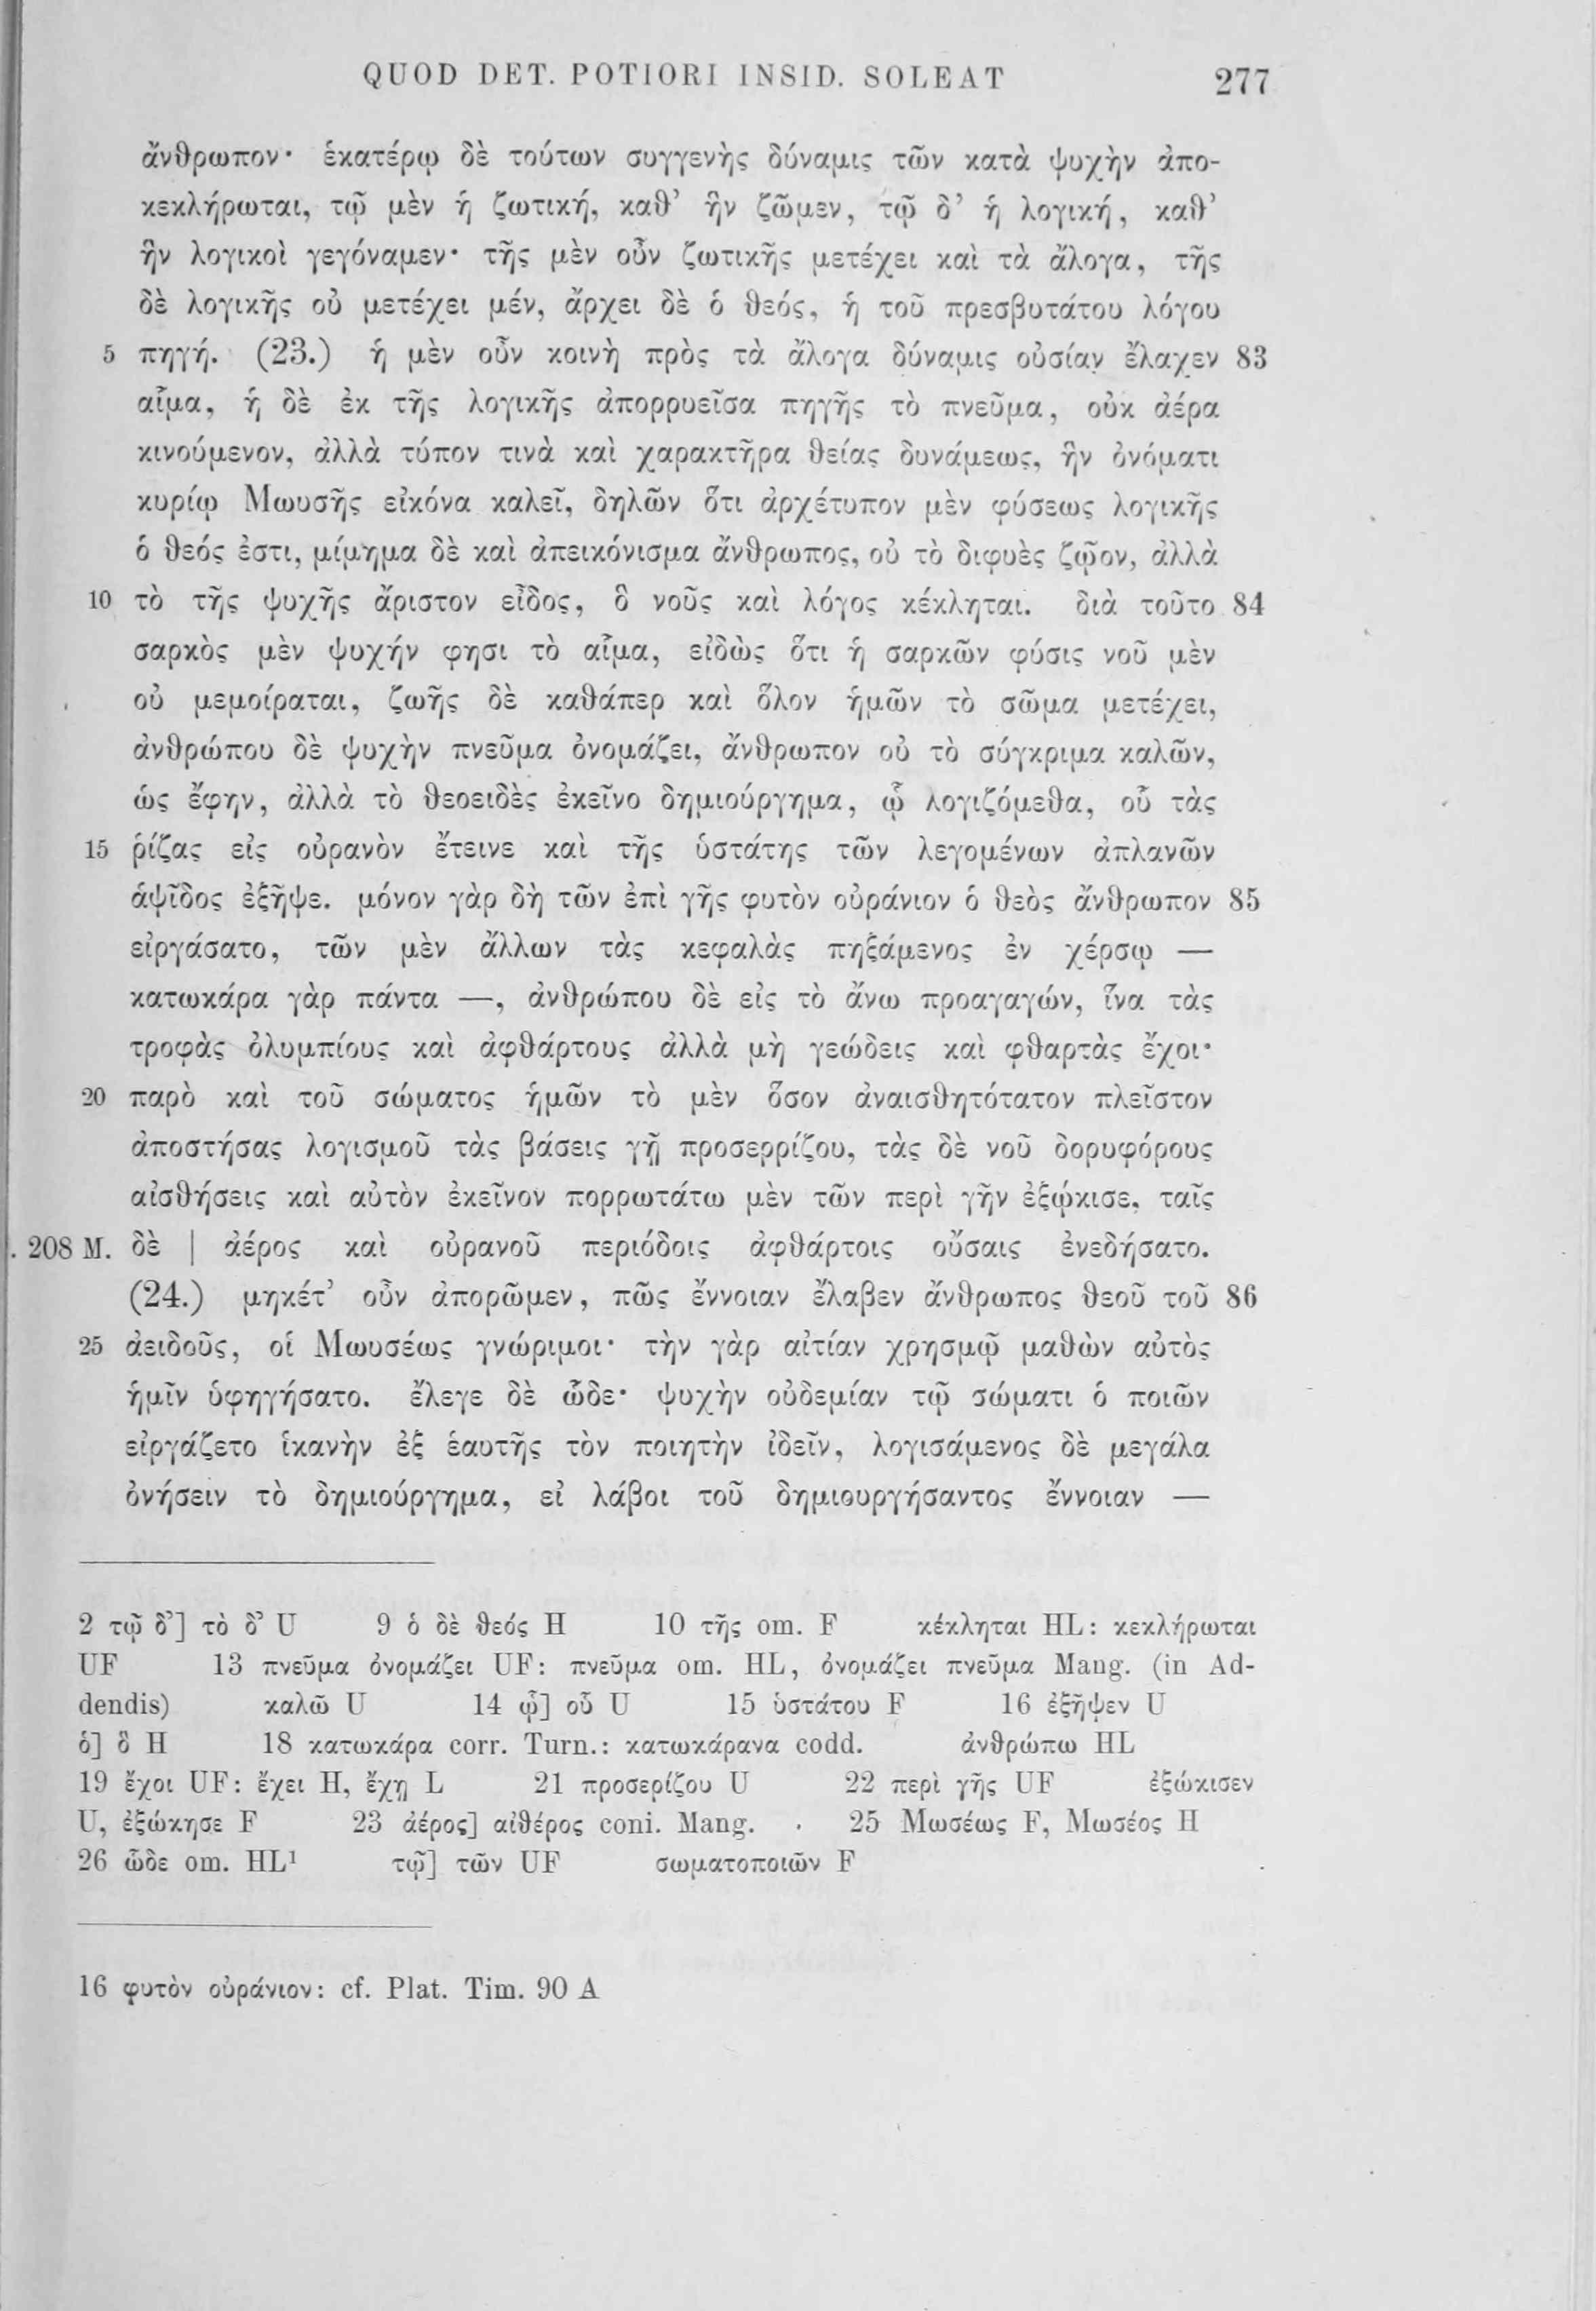 QUOD DET. POTIORI INSID. SOLEAT 277
ἄνθρωπον· ἑκατέρῳ δὲ τούτων συγγενὴς δύναμις τῶν κατὰ ψυχὴν ἀπο-
κεκλήρωται, τῷ μὲν ἡ ζωτική, καθ’ ἣν ζῶμεν, τῷ δ’ ἡ λογική, καθ’
ἣν λογικοὶ γεγόναμεν· τῆς μὲν οὖν ζωτικῆς μετέχει καὶ τὰ ἄλογα, τῆς
δὲ λογικῆς οὐ μετέχει μέν, ἄρχει δὲ ὁ θεός, ἡ τοῦ πρεσβυτάτου λόγου
5 πηγή. (23.) ἡ μὲν οὖν κοινὴ πρὸς τὰ ἄλογα δύναμις οὐσίαν ἔλαχεν 83
αἷμα, ἡ δὲ ἐκ τῆς λογικῆς ἀπορρυεῖσα πηγῆς τὸ πνεῦμα, οὐκ ἀέρα
κινούμενον, ἀλλὰ τύπον τινὰ καὶ χαρακτῆρα θείας δυνάμεως, ἣν ὀνόματι
κυρίῳ Μωυσῆς εἰκόνα καλεῖ, δηλῶν ὅτι ἀρχέτυπον μὲν φύσεως λογικῆς
ὁ θεός ἐστι, μίμημα δὲ καὶ ἀπεικόνισμα ἄνθρωπος, οὐ τὸ διφυὲς ζῷον, ἀλλὰ
10 τὸ τῆς ψυχῆς ἄριστον εἶδος, ὃ νοῦς καὶ λόγος κέκληται. διὰ τοῦτο 84
σαρκὸς μὲν ψυχήν φησι τὸ αἷμα, εἰδὼς ὅτι ἡ σαρκῶν φύσις νοῦ μὲν
οὐ μεμοίραται, ζωῆς δὲ καθάπερ καὶ ὅλον ἡμῶν τὸ σῶμα μετέχει,
ἀνθρώπου δὲ ψυχὴν πνεῦμα ὀνομάζει, ἄνθρωπον οὐ τὸ σύγκριμα καλῶν,
ὡς ἔφην, ἀλλὰ τὸ θεοειδὲς ἐκεῖνο δημιούργημα, ᾧ λογιζόμεθα, οὗ τὰς
15 ῥίζας εἰς οὐρανὸν ἔτεινε καὶ τῆς ὑστάτης τῶν λεγομένων ἀπλανῶν
ἁψῖδος ἐξῆψε. μόνον γὰρ δὴ τῶν ἐπὶ γῆς φυτὸν οὐράνιον ὁ θεὸς ἄνθρωπον 85
εἰργάσατο, τῶν μὲν ἄλλων τὰς κεφαλὰς πηξάμενος ἐν χέρσῳ —
κατωκάρα γὰρ πάντα —, ἀνθρώπου δὲ εἰς τὸ ἄνω προαγαγών, ἵνα τὰς
τροφὰς ὀλυμπίους καὶ ἀφθάρτους ἀλλὰ μὴ γεώδεις καὶ φθαρτὰς ἔχοι·
20 παρὸ καὶ τοῦ σώματος ἡμῶν τὸ μὲν ὅσον ἀναισθητότατον πλεῖστον
ἀποστήσας λογισμοῦ τὰς βάσεις γῇ προσερρίζου, τὰς δὲ νοῦ δορυφόρους
αἰσθήσεις καὶ αὐτὸν ἐκεῖνον πορρωτάτω μὲν τῶν περὶ γῆν ἐξῴκισε, ταῖς
. 208 M. δὲ | ἀέρος καὶ οὐρανοῦ περιόδοις ἀφθάρτοις οὔσαις ἐνεδήσατο.
(24.) μηκέτ’ οὖν ἀπορῶμεν, πῶς ἔννοιαν ἔλαβεν ἄνθρωπος θεοῦ τοῦ 86
25 ἀειδοῦς, οἱ Μωυσέως γνώριμοι· τὴν γὰρ αἰτίαν χρησμῷ μαθὼν αὐτὸς
ἡμῖν ὑφηγήσατο. ἔλεγε δὲ ὧδε· ψυχὴν οὐδεμίαν τῷ σώματι ὁ ποιῶν
εἰργάζετο ἱκανὴν ἐξ ἑαυτῆς τὸν ποιητὴν ἰδεῖν, λογισάμενος δὲ μεγάλα
ὀνήσειν τὸ δημιούργημα, εἰ λάβοι τοῦ δημιουργήσαντος ἔννοιαν —
2 τῷ δ’] τὸ δ’ U 9 ὁ δὲ θεός H 10 τῆς om. F κέκληται HL: κεκλήρωται
UF 13 πνεῦμα ὀνομάζει UF: πνεῦμα om. HL, ὀνομάζει πνεῦμα Mang. (in Ad-
dendis) καλῶ U 14 ᾧ] οὗ U 15 ὑστάτου F 16 ἐξῆψεν U
ὁ] ὃ H 18 κατωκάρα corr. Turn.: κατωκάρανα codd. ἀνθρώπω HL
19 ἔχοι UF: ἔχει H, ἔχῃ L 21 προσερίζου U 22 περὶ γῆς UF ἐξώκισεν
U, ἐξώκησε F 23 ἀέρος] αἰθέρος coni. Mang. 25 Μωσέως F, Μωσέος H
26 ὧδε om. HL¹ τῷ] τῶν UF σωματοποιῶν F
16 φυτὸν οὐράνιον: cf. Plat. Tim. 90 A